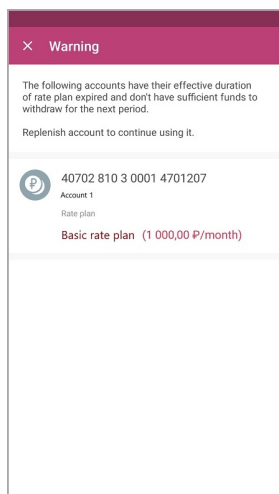 × Warning
The following accounts have their effective duration
of rate plan expired and don't have sufficient funds to
withdraw for the next period.
Replenish account to continue using it.
₽ 40702 810 3 0001 4701207
Account 1
Rate plan
Basic rate plan (1 000,00 ₽/month)